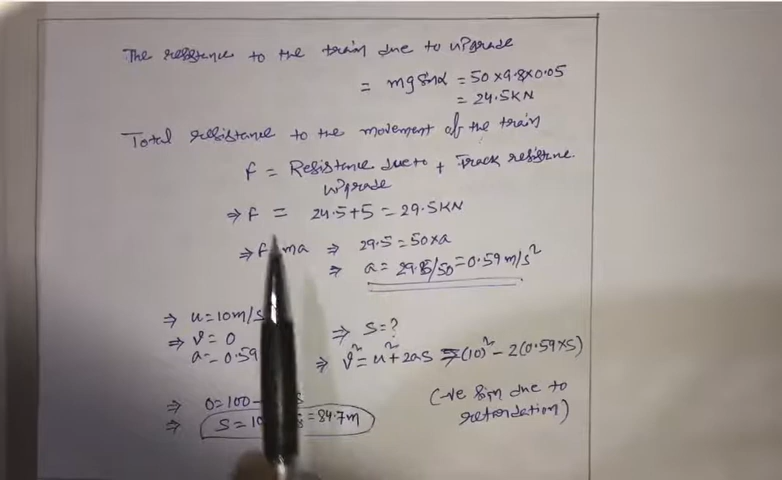 The resistance to the train due to upgrade
= mg sinα = 50×9.8×0.05
= 24.5KN
Total resistance to the movement of the train
F = Resistance due to upgrade + Track resistance.
⇒ F = 24.5+5 = 29.5KN
⇒ F ma ⇒ 29.5 = 50×a
⇒ a = 29.5/50 = 0.59 m/s²
⇒ u = 10m/s
⇒ v = 0
a = 0.59
⇒ S = ?
⇒ v² = u² + 2as ⇒ (10)² - 2(0.59×S)
(-ve sign due to
retardation)
⇒ 0 = 100 -
⇒ S = 10 = 84.7m